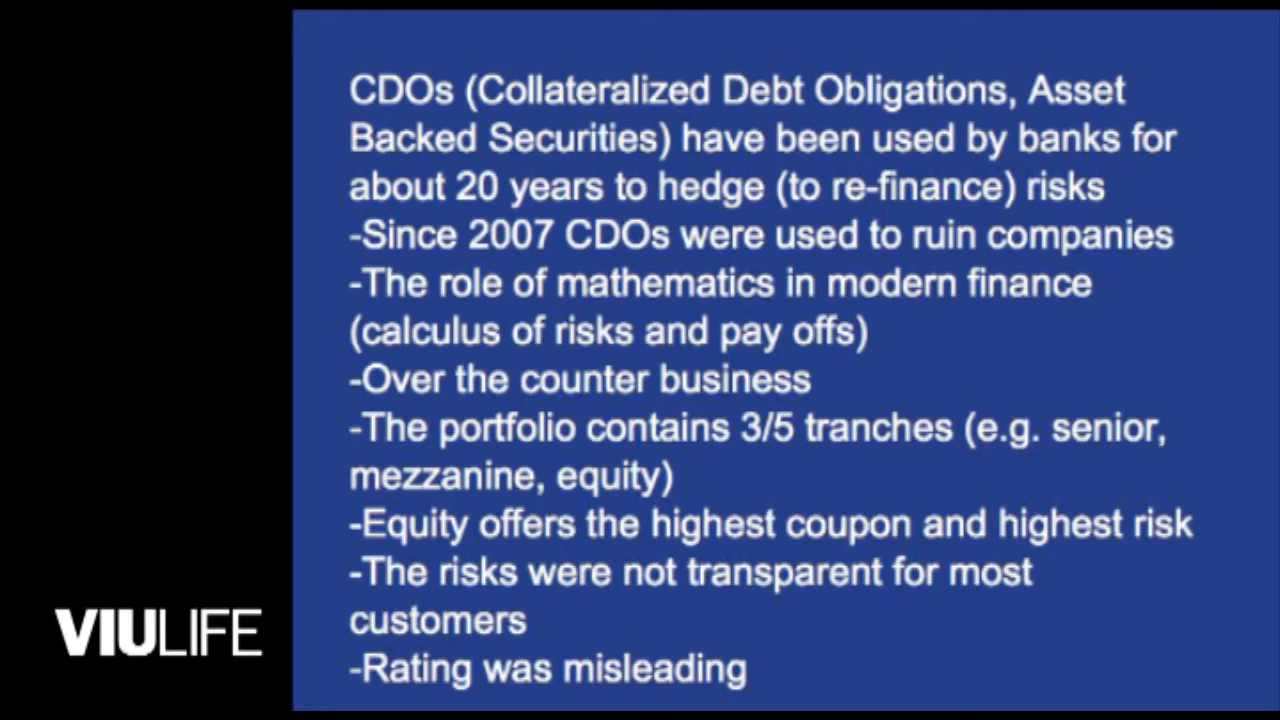 CDOs (Collateralized Debt Obligations, Asset
Backed Securities) have been used by banks for
about 20 years to hedge (to re-finance) risks
-Since 2007 CDOs were used to ruin companies
-The role of mathematics in modern finance
(calculus of risks and pay offs)
-Over the counter business
-The portfolio contains 3/5 tranches (e.g. senior,
mezzanine, equity)
-Equity offers the highest coupon and highest risk
-The risks were not transparent for most
customers
-Rating was misleading
VIULIFE